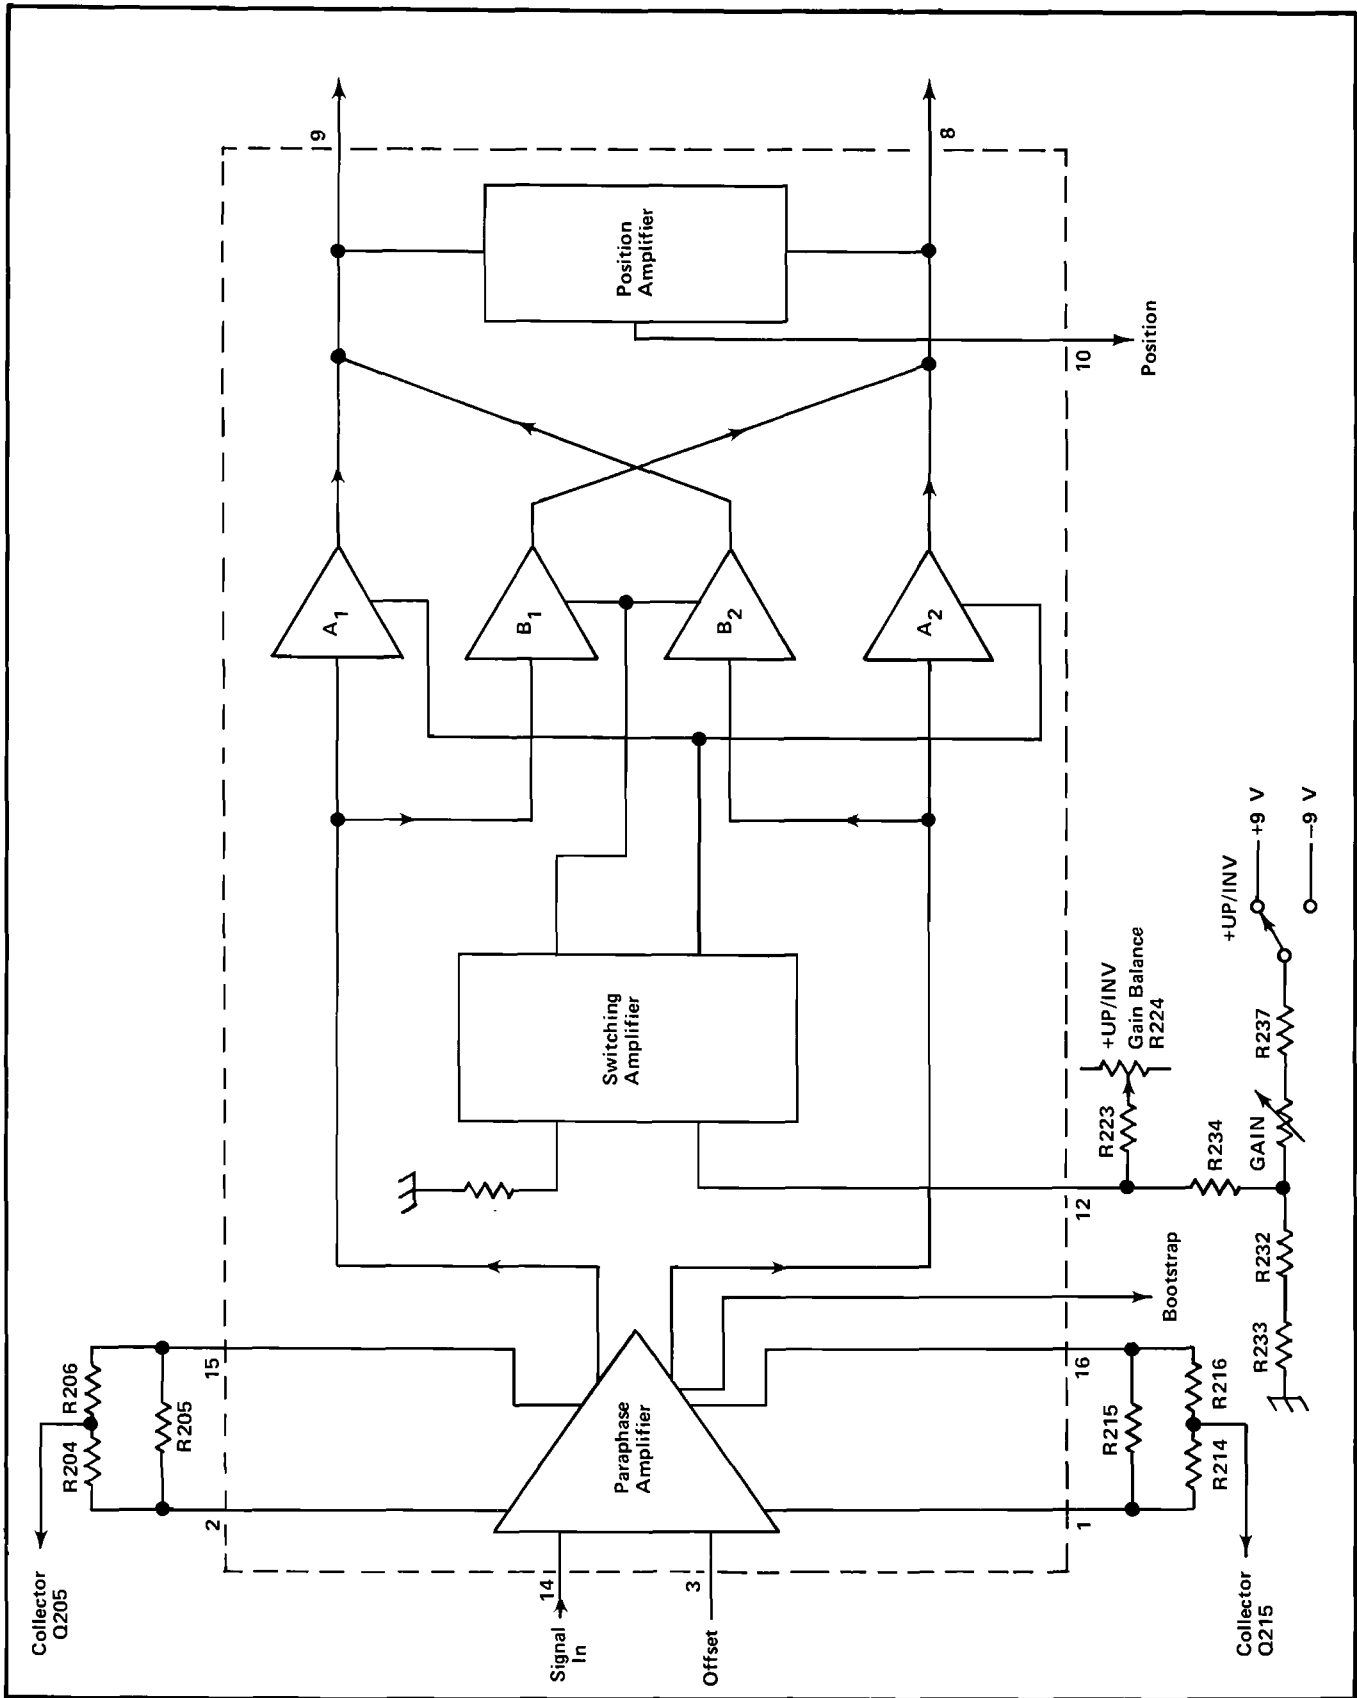 Collector
Q205
R204
R206
R205
2
15
9
14
Signal
In
3
Offset
Paraphase
Amplifier
Switching
Amplifier
A1
B1
B2
A2
Position
Amplifier
8
1
16
12
10
Position
R215
R214
R216
Collector
Q215
Bootstrap
R223
+UP/INV
Gain Balance
R224
R234
R233
R232
GAIN
R237
+UP/INV
+9 V
–9 V